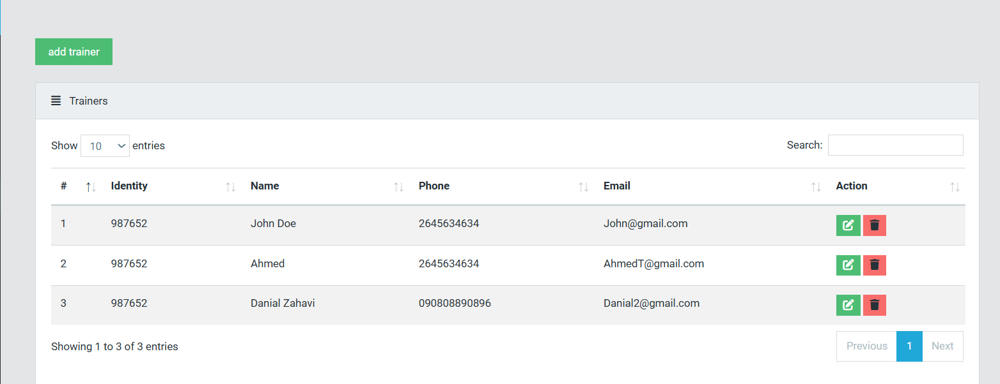 add trainer
Trainers
Show 10 entries Search:
# Identity Name Phone Email Action
1 987652 John Doe 2645634634 John@gmail.com
2 987652 Ahmed 2645634634 AhmedT@gmail.com
3 987652 Danial Zahavi 090808890896 Danial2@gmail.com
Showing 1 to 3 of 3 entries Previous 1 Next